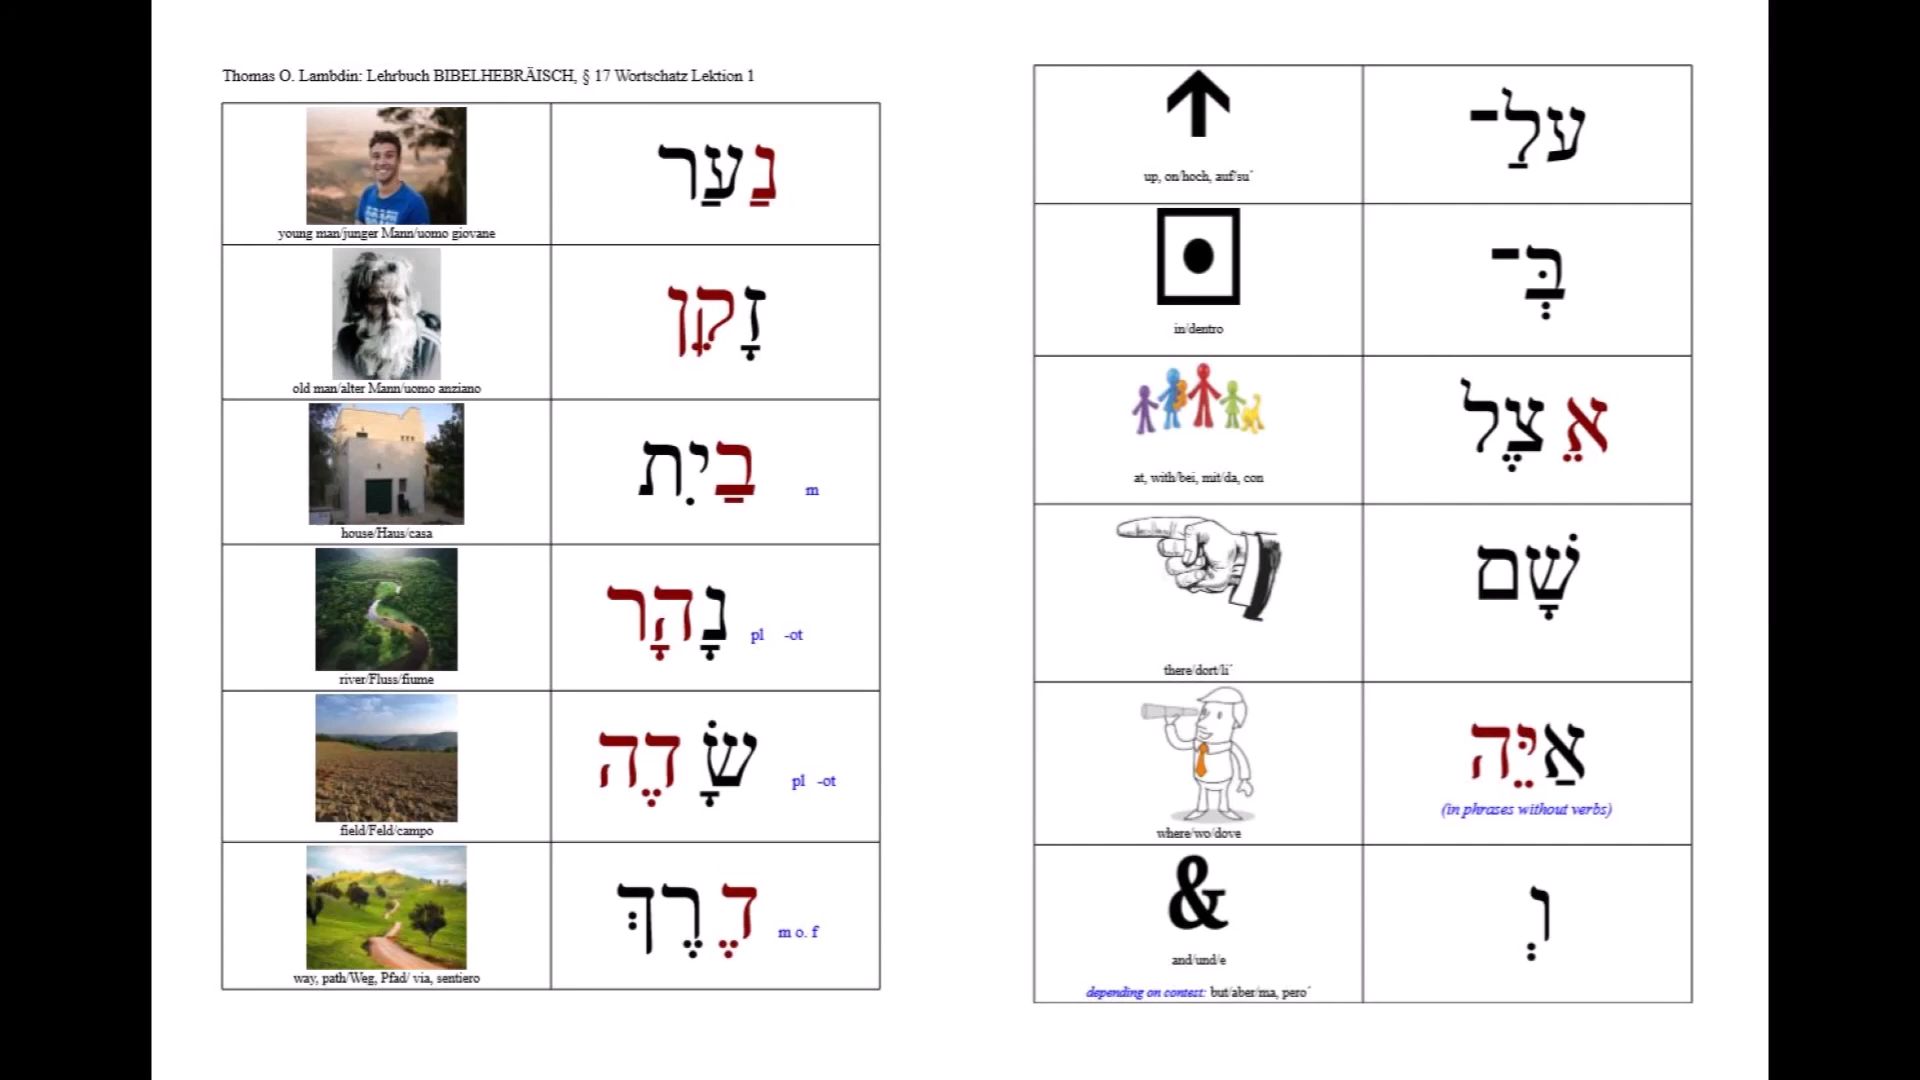 Thomas O. Lambdin: Lehrbuch BIBELHEBRÄISCH, § 17 Wortschatz Lektion 1
young man/junger Mann/uomo giovane
נַעַר
old man/alter Mann/uomo anziano
זָקֵן
house/Haus/casa
בַיִת m
river/Fluss/fiume
נָהָר pl -ot
field/Feld/campo
שָׂדֶה pl -ot
way, path/Weg, Pfad/ via, sentiero
דֶרֶךְ m o. f
up, on/hoch, auf/su´
עלַ־
in/dentro
בְּ־
at, with/bei, mit/da, con
אֵצֶל
there/dort/li´
שָׁם
where/wo/dove
אַיֵּה
(in phrases without verbs)
&
and/und/e
depending on contest: but/aber/ma, pero´
וְ